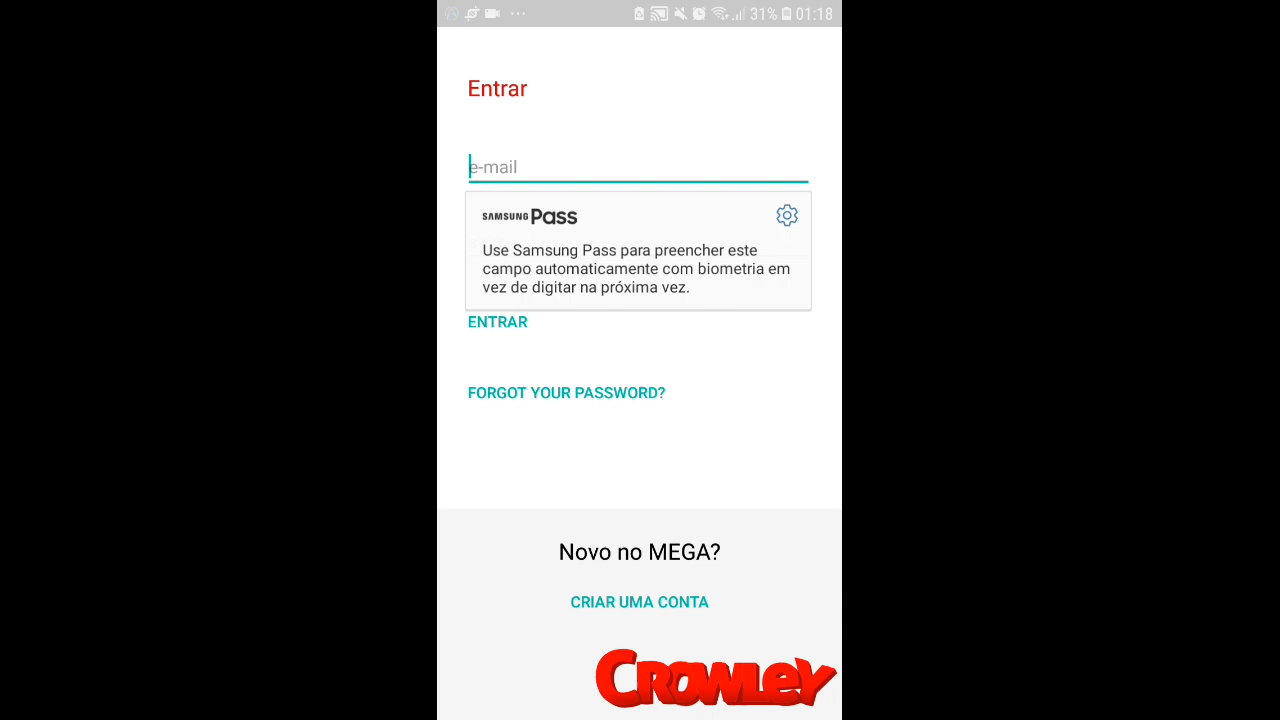 31% 01:18
Entrar
e-mail
SAMSUNG Pass
Use Samsung Pass para preencher este
campo automaticamente com biometria em
vez de digitar na próxima vez.
ENTRAR
FORGOT YOUR PASSWORD?
Novo no MEGA?
CRIAR UMA CONTA
CROWLEY